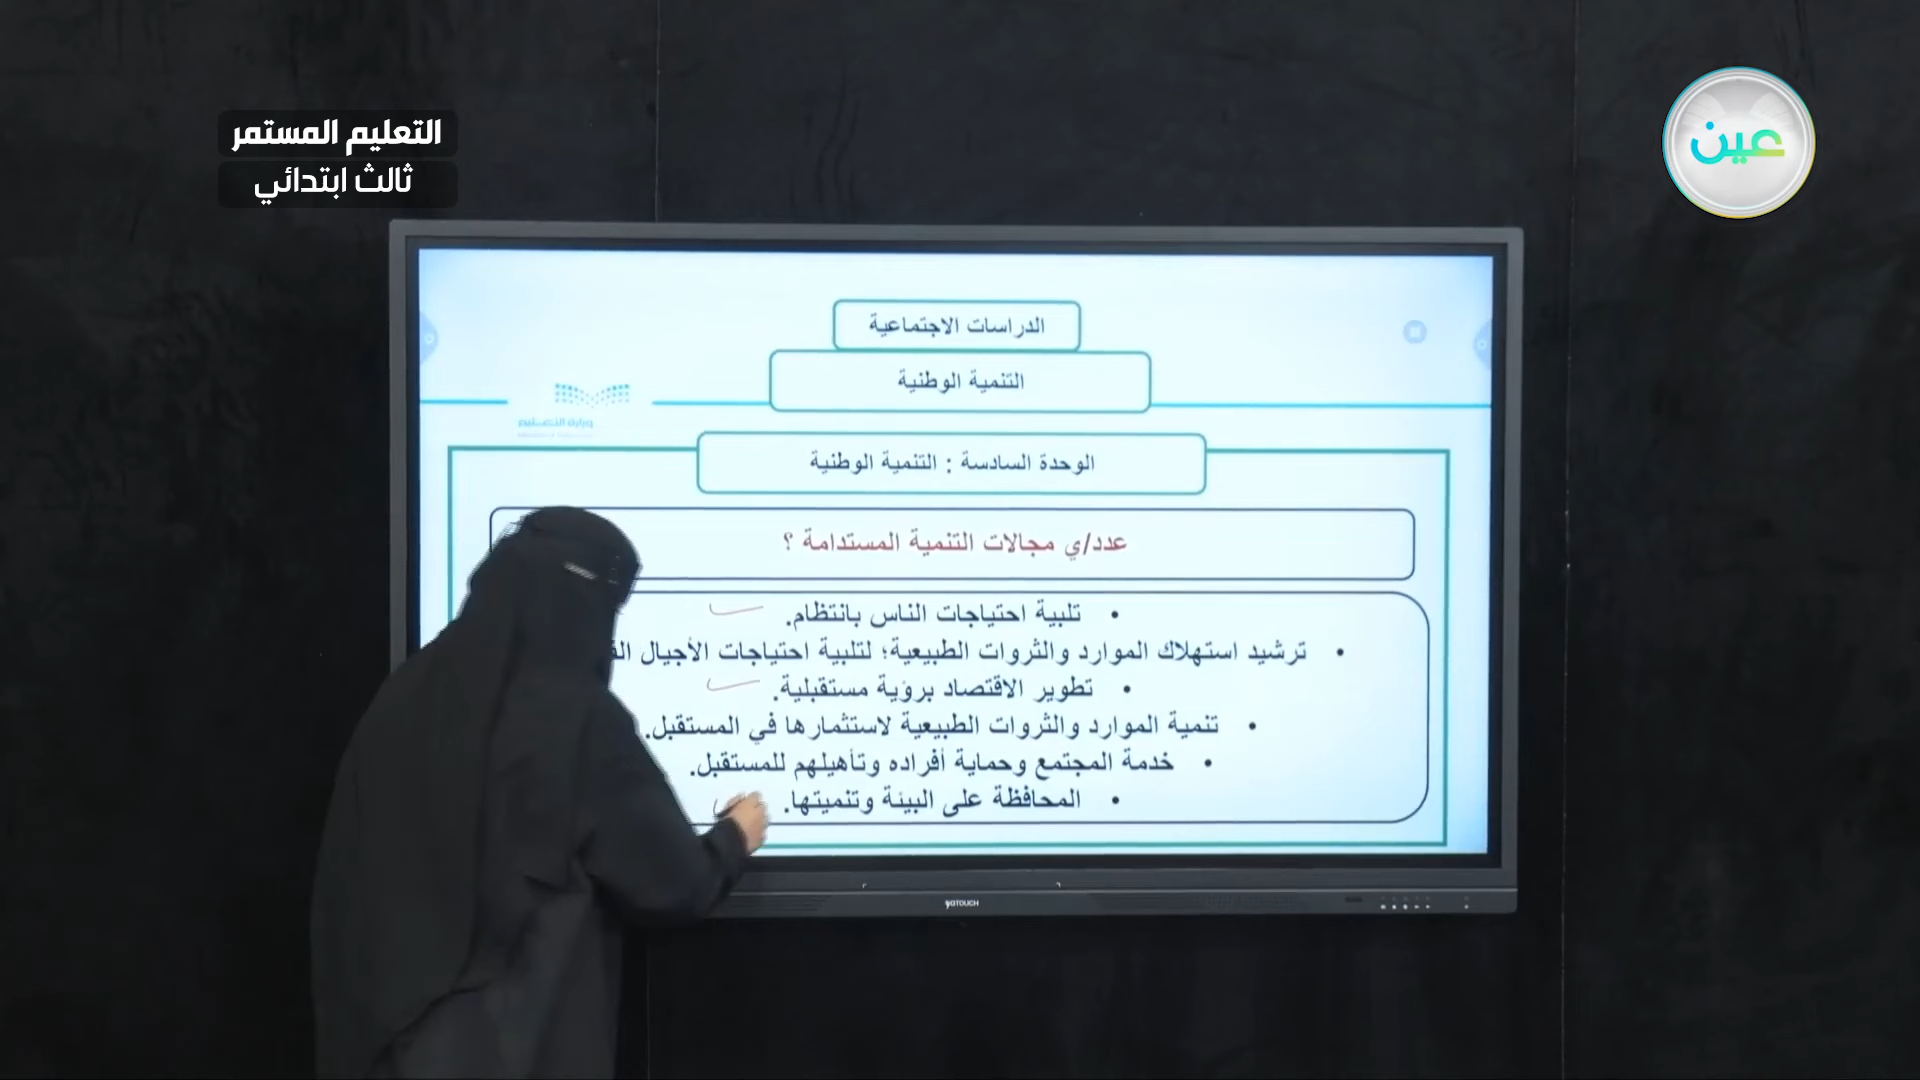 التعليم المستمر
ثالث ابتدائي
عين
الدراسات الاجتماعية
التنمية الوطنية
وزارة التعليم
الوحدة السادسة : التنمية الوطنية
عدد/ي مجالات التنمية المستدامة ؟
• تلبية احتياجات الناس بانتظام.
• ترشيد استهلاك الموارد والثروات الطبيعية؛ لتلبية احتياجات الأجيال
• تطوير الاقتصاد برؤية مستقبلية.
• تنمية الموارد والثروات الطبيعية لاستثمارها في المستقبل.
• خدمة المجتمع وحماية أفراده وتأهيلهم للمستقبل.
• المحافظة على البيئة وتنميتها.